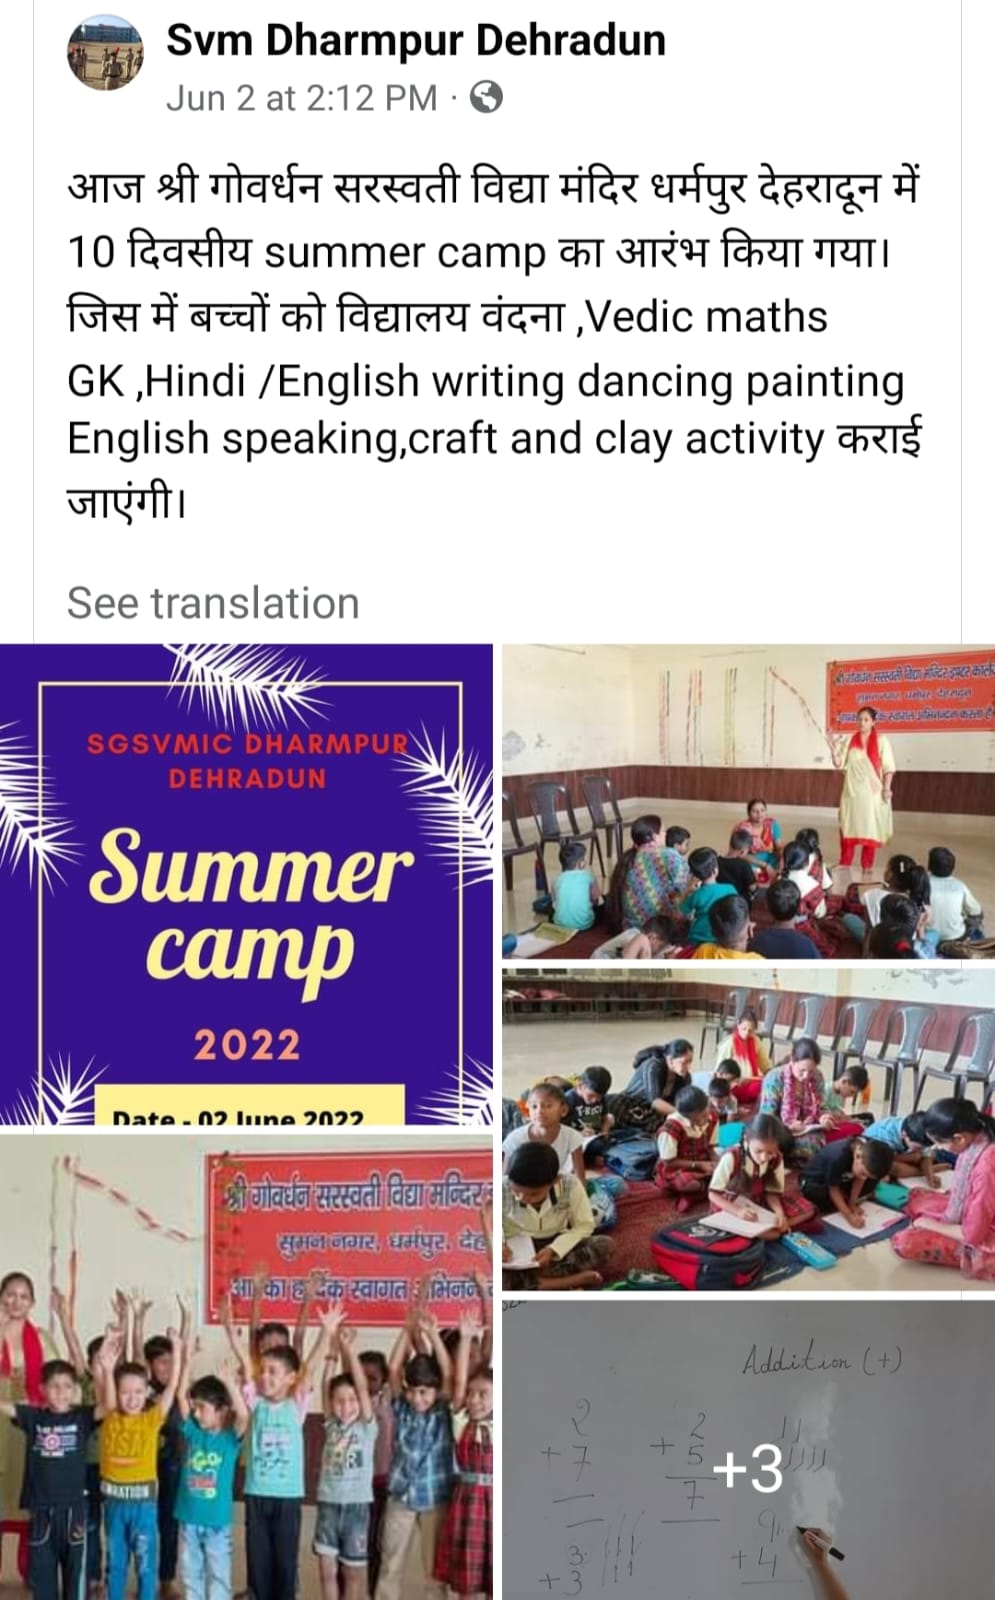 Svm Dharmpur Dehradun
Jun 2 at 2:12 PM ·
आज श्री गोवर्धन सरस्वती विद्या मंदिर धर्मपुर देहरादून में
10 दिवसीय summer camp का आरंभ किया गया।
जिस में बच्चों को विद्यालय वंदना ,Vedic maths
GK ,Hindi /English writing dancing painting
English speaking,craft and clay activity कराई
जाएंगी।
See translation
SGSVMIC DHARMPUR
DEHRADUN
Summer
camp
2022
Date - 02 June 2022
श्री गोवर्धन सरस्वती विद्या मन्दिर इण्टर कॉले
सुमन नगर धर्मपुर देहरादून
स्वागत अभिनन्दन करता है
T-RICI
श्री गोवर्धन सरस्वती विद्या मन्दिर
सुमन नगर, धर्मपुर, देह
का स्वागत
Addition (+)
2
+ 7
2
+ 5
7
+3
3
+ 3
9
+ 4